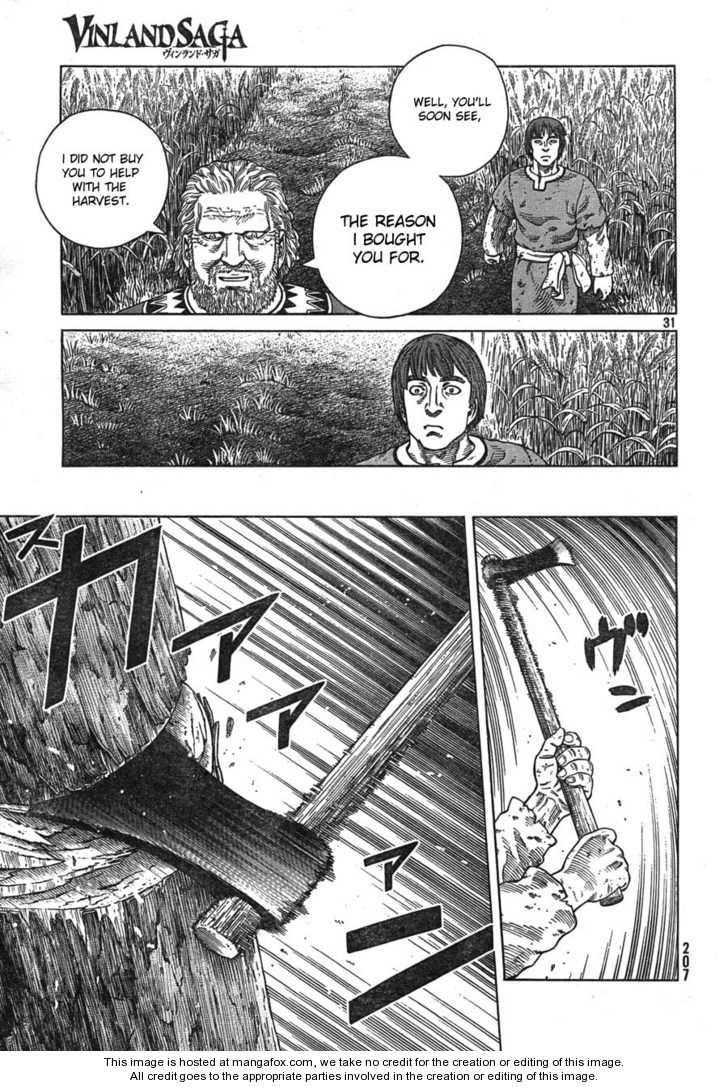 VINLAND SAGA
ヴィンランド・サガ
WELL, YOU'LL
SOON SEE,
I DID NOT BUY
YOU TO HELP
WITH THE
HARVEST.
THE REASON
I BOUGHT
YOU FOR.
31
ヴン
ズカアアアン
207
This image is hosted at mangafox.com, we take no credit for the creation or editing of this image.
All credit goes to the appropriate parties involved in the creation or editing of this image.